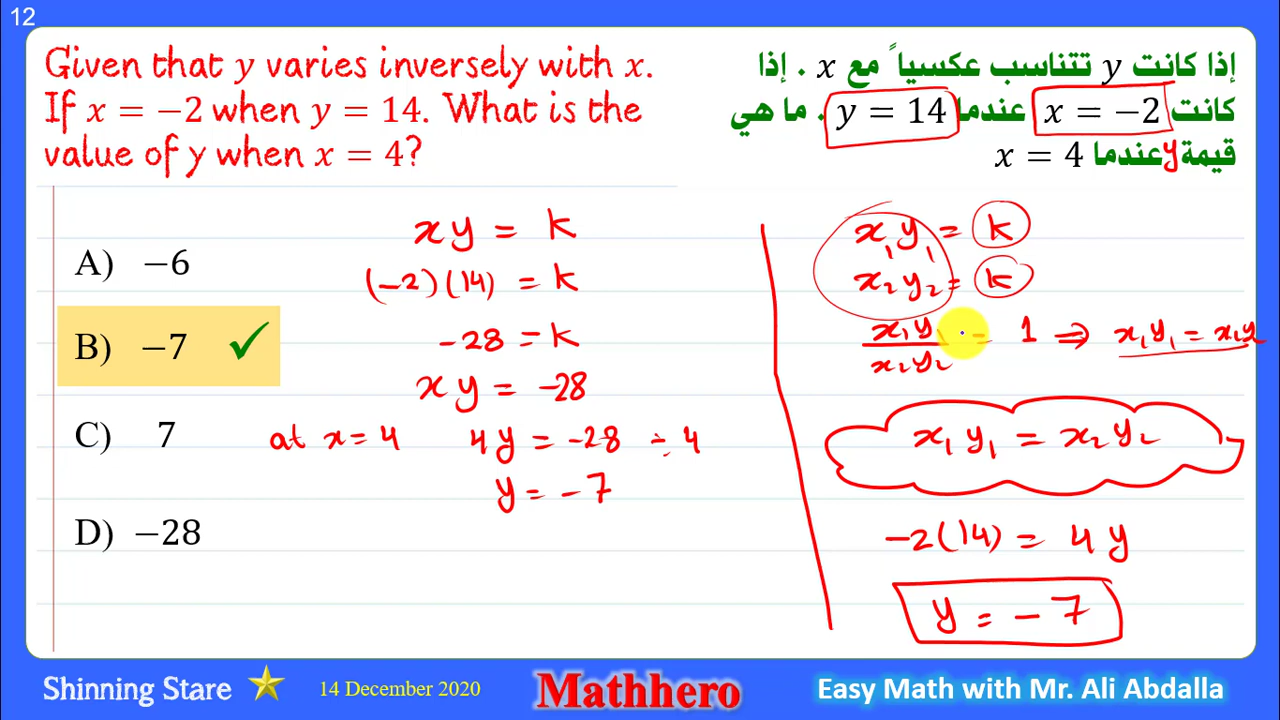 12
Given that y varies inversely with x.
If x = −2 when y = 14. What is the
value of y when x = 4?
إذا كانت y تتناسب عكسياً مع x . إذا
كانت x = −2 عندما y = 14 . ما هي
قيمة y عندما x = 4
A) −6
B) −7 ✓
C) 7
D) −28
xy = k
(-2)(14) = k
-28 = k
xy = -28
at x = 4 4y = -28 ÷ 4
y = -7
x₁y₁ = k
x₂y₂ = k
x₁y₁ = 1 ⇒ x₁y₁ = x₂y
x₂y₂
x₁y₁ = x₂y₂
-2(14) = 4y
y = -7
Shinning Stare
14 December 2020
Mathhero
Easy Math with Mr. Ali Abdalla